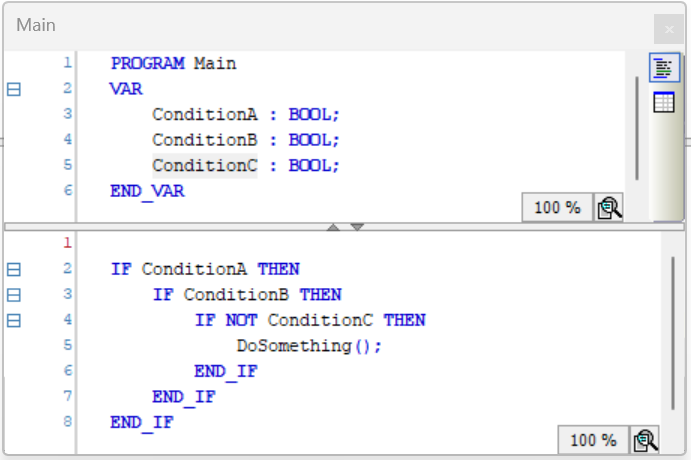 Main
1 PROGRAM Main
2 VAR
3 ConditionA : BOOL;
4 ConditionB : BOOL;
5 ConditionC : BOOL;
6 END_VAR
100 %
1
2 IF ConditionA THEN
3 IF ConditionB THEN
4 IF NOT ConditionC THEN
5 DoSomething();
6 END_IF
7 END_IF
8 END_IF
100 %